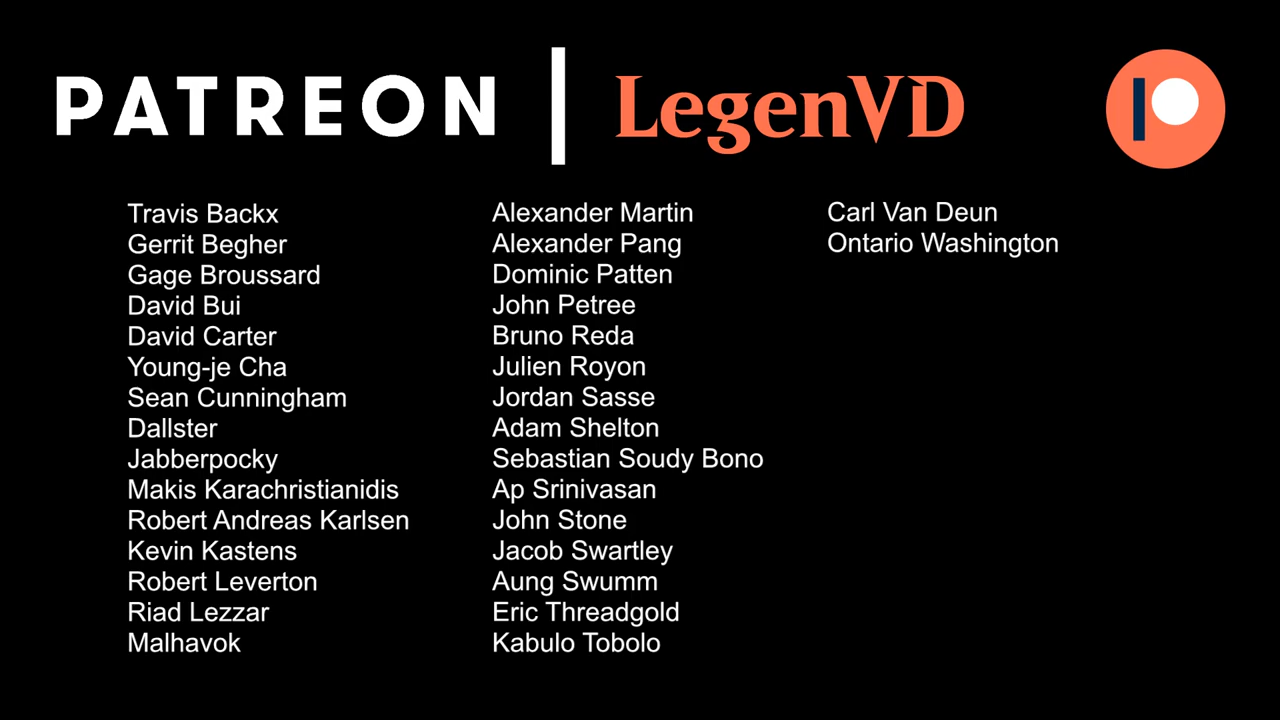 PATREON | LegenVD
Travis Backx
Gerrit Begher
Gage Broussard
David Bui
David Carter
Young-je Cha
Sean Cunningham
Dallster
Jabberpocky
Makis Karachristianidis
Robert Andreas Karlsen
Kevin Kastens
Robert Leverton
Riad Lezzar
Malhavok
Alexander Martin
Alexander Pang
Dominic Patten
John Petree
Bruno Reda
Julien Royon
Jordan Sasse
Adam Shelton
Sebastian Soudy Bono
Ap Srinivasan
John Stone
Jacob Swartley
Aung Swumm
Eric Threadgold
Kabulo Tobolo
Carl Van Deun
Ontario Washington